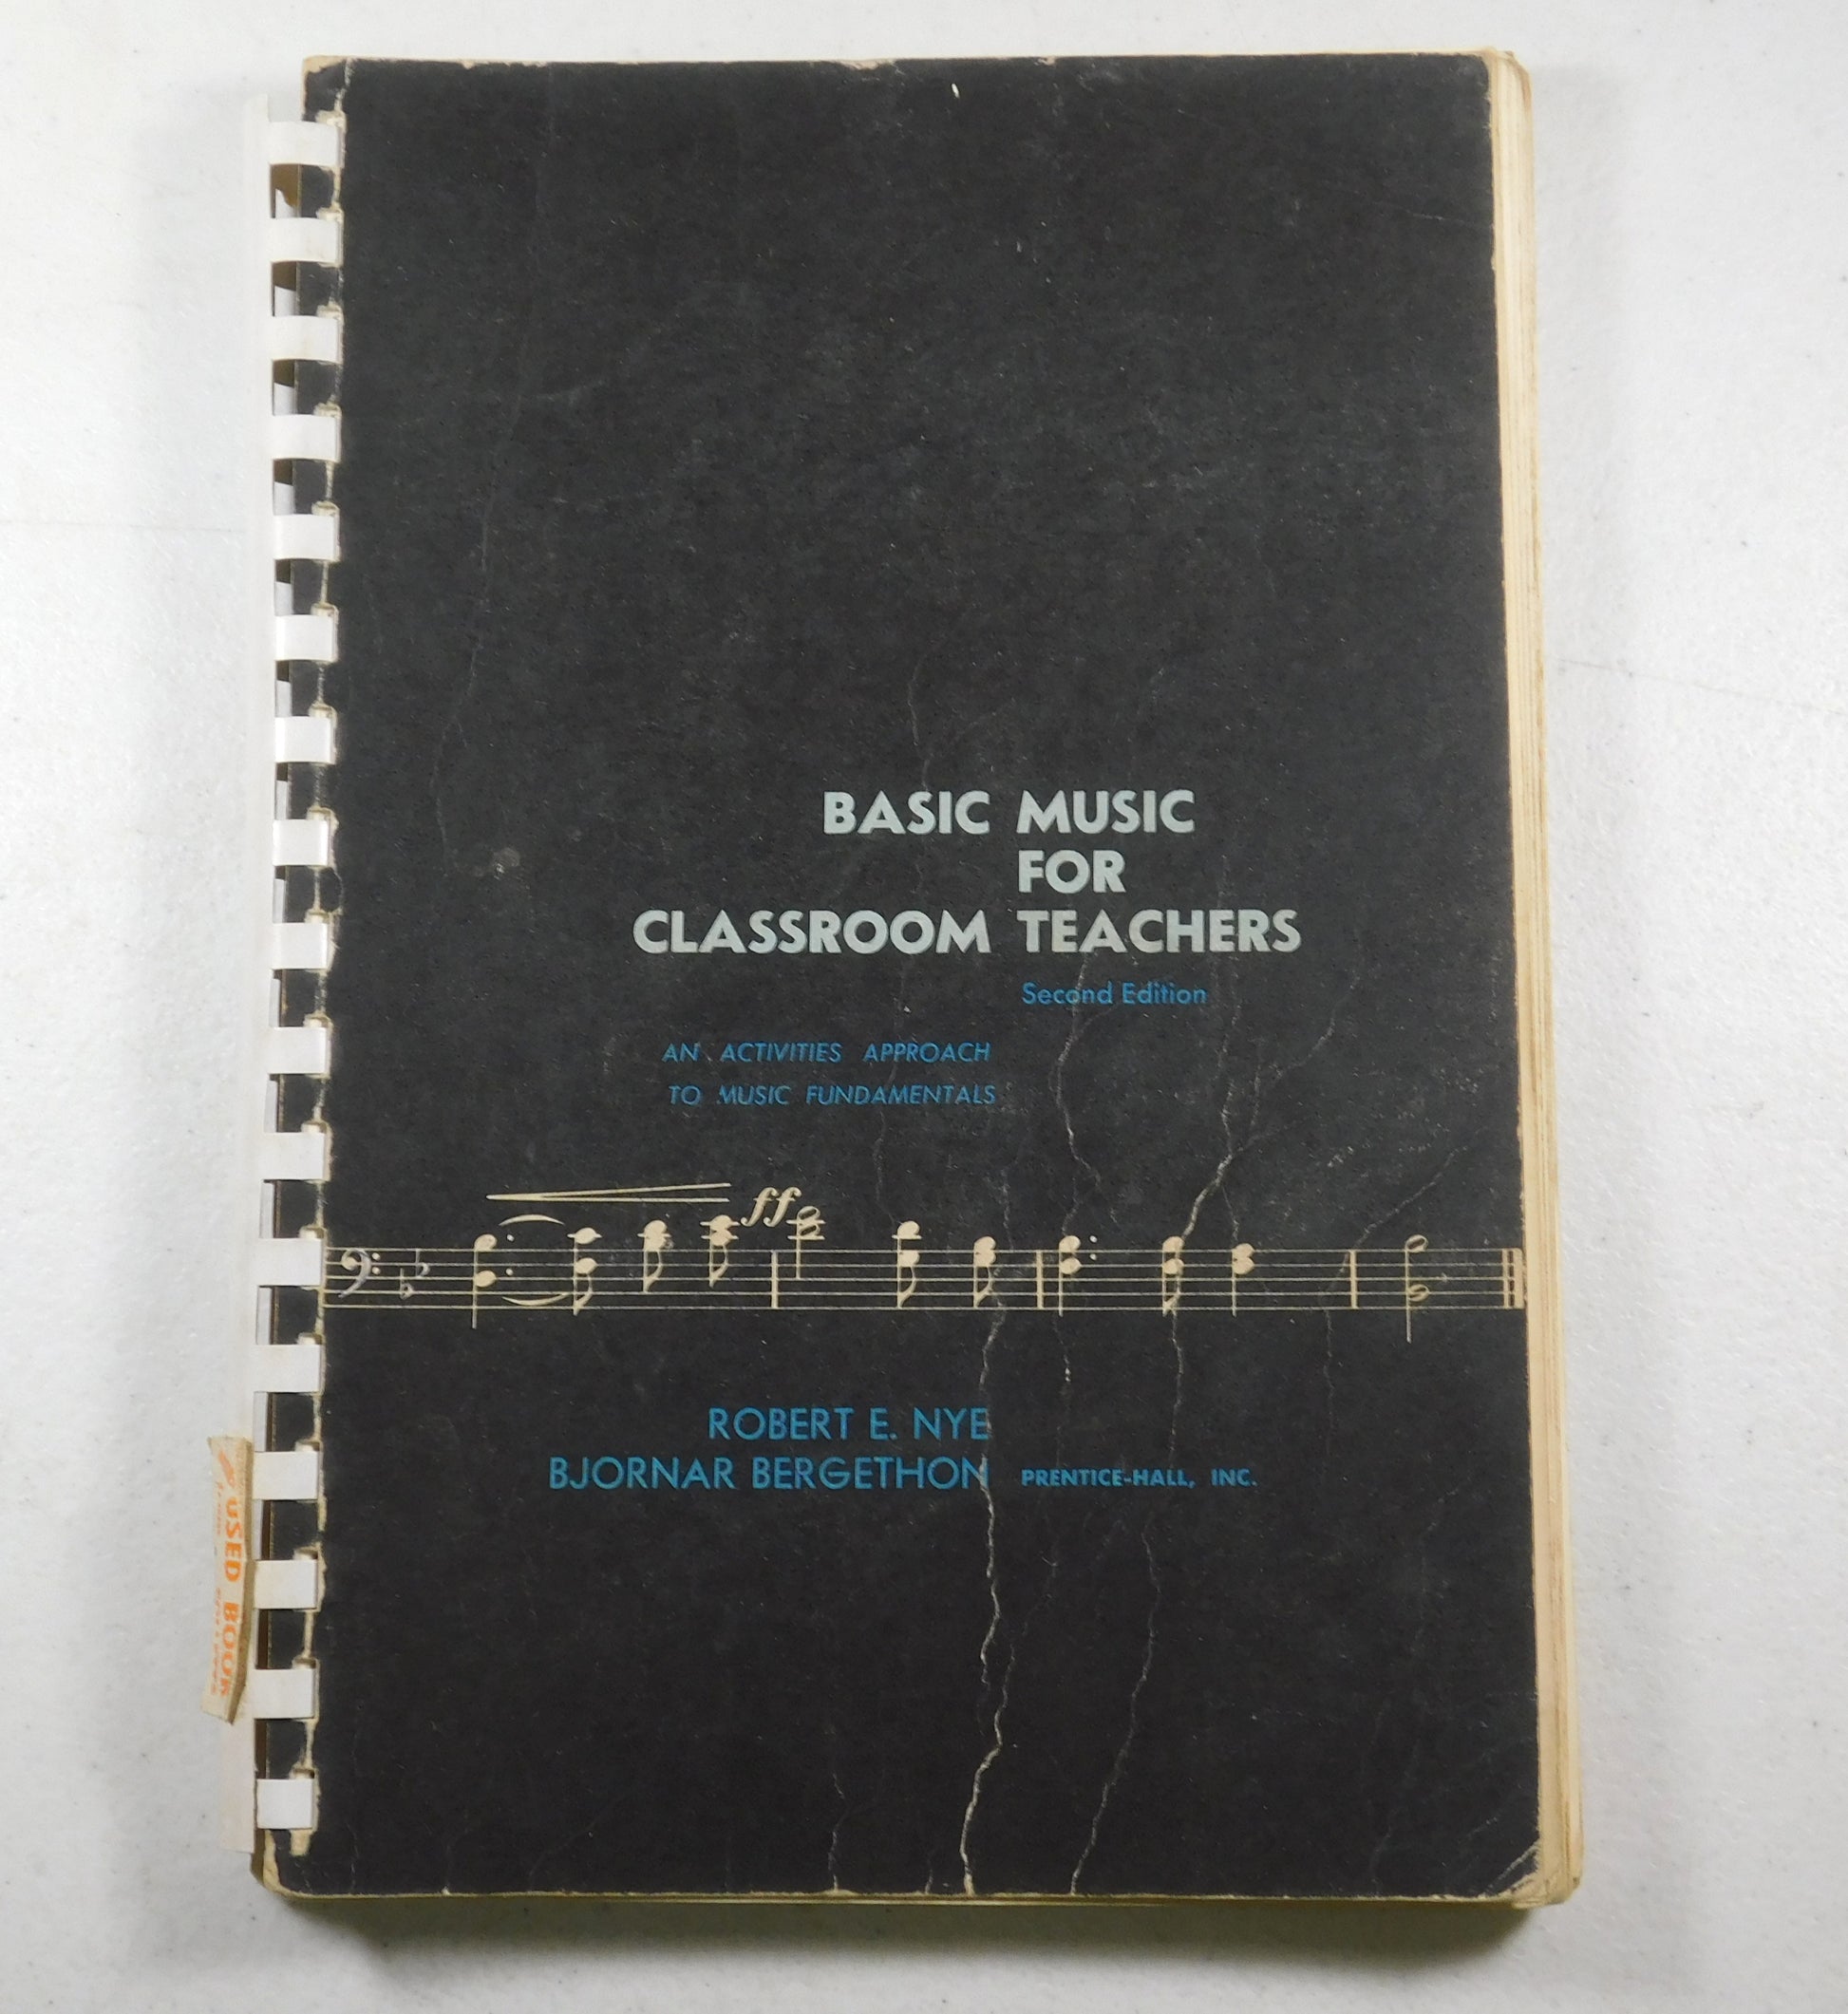 BASIC MUSIC
FOR
CLASSROOM TEACHERS
Second Edition
AN ACTIVITIES APPROACH
TO MUSIC FUNDAMENTALS
ff
ROBERT E. NYE
BJORNAR BERGETHON
PRENTICE-HALL, INC.
USED BOOK